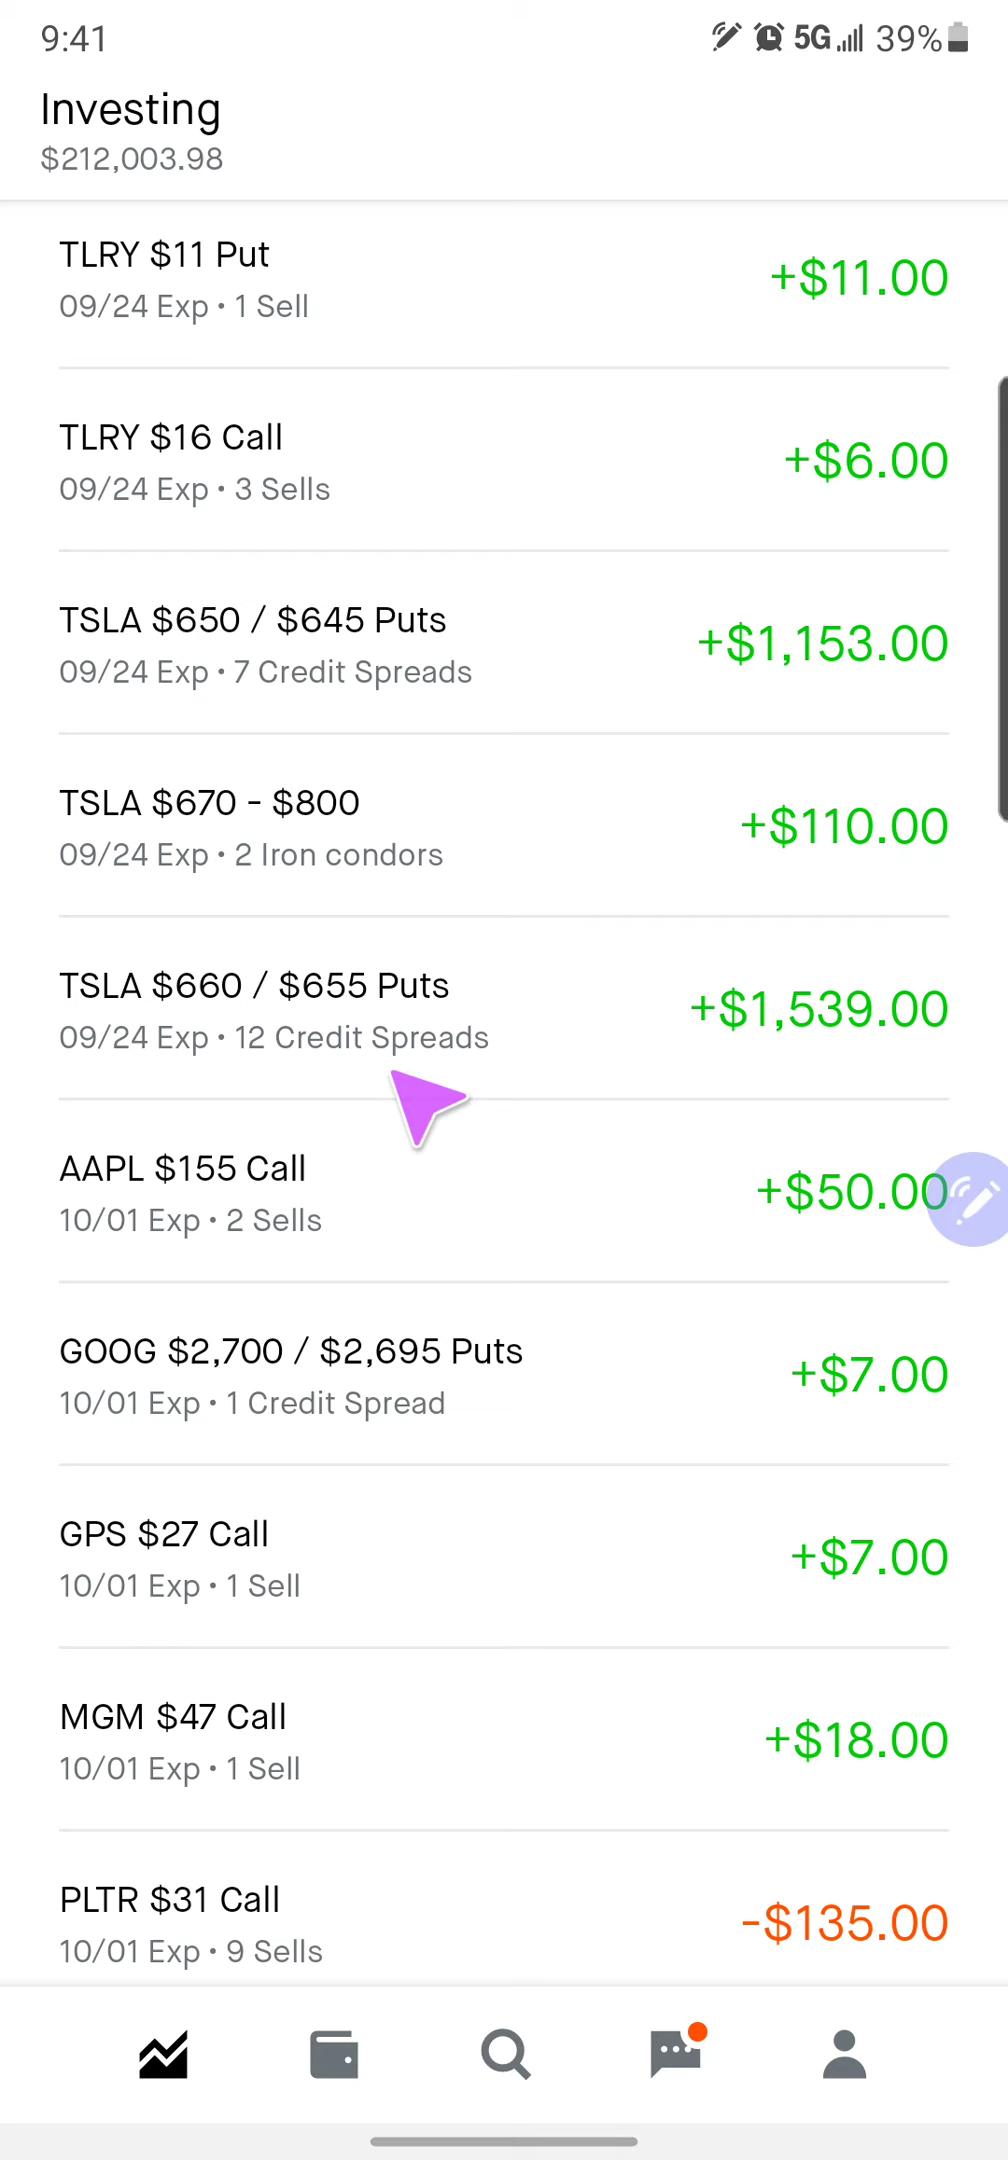 9:41
5G 39%
Investing
$212,003.98
TLRY $11 Put
+$11.00
09/24 Exp • 1 Sell
TLRY $16 Call
+$6.00
09/24 Exp • 3 Sells
TSLA $650 / $645 Puts
+$1,153.00
09/24 Exp • 7 Credit Spreads
TSLA $670 - $800
+$110.00
09/24 Exp • 2 Iron condors
TSLA $660 / $655 Puts
+$1,539.00
09/24 Exp • 12 Credit Spreads
AAPL $155 Call
+$50.00
10/01 Exp • 2 Sells
GOOG $2,700 / $2,695 Puts
+$7.00
10/01 Exp • 1 Credit Spread
GPS $27 Call
+$7.00
10/01 Exp • 1 Sell
MGM $47 Call
+$18.00
10/01 Exp • 1 Sell
PLTR $31 Call
-$135.00
10/01 Exp • 9 Sells